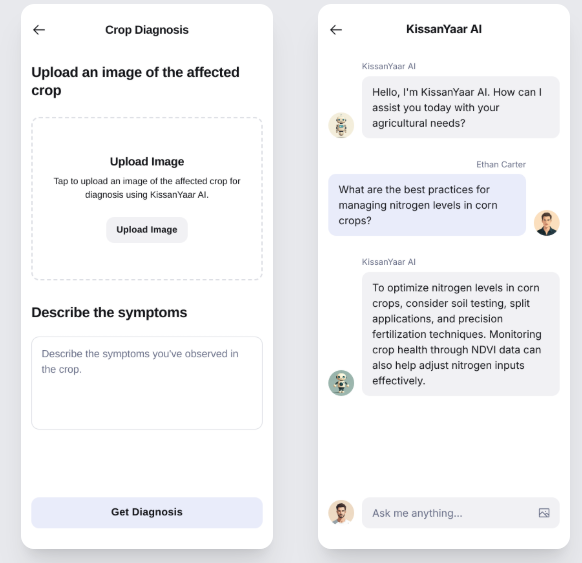 Crop Diagnosis
Upload an image of the affected
crop
Upload Image
Tap to upload an image of the affected crop for
diagnosis using KissanYaar AI.
Upload Image
Describe the symptoms
Describe the symptoms you've observed in
the crop.
Get Diagnosis
KissanYaar AI
KissanYaar AI
Hello, I'm KissanYaar AI. How can I
assist you today with your
agricultural needs?
Ethan Carter
What are the best practices for
managing nitrogen levels in corn
crops?
KissanYaar AI
To optimize nitrogen levels in corn
crops, consider soil testing, split
applications, and precision
fertilization techniques. Monitoring
crop health through NDVI data can
also help adjust nitrogen inputs
effectively.
Ask me anything...